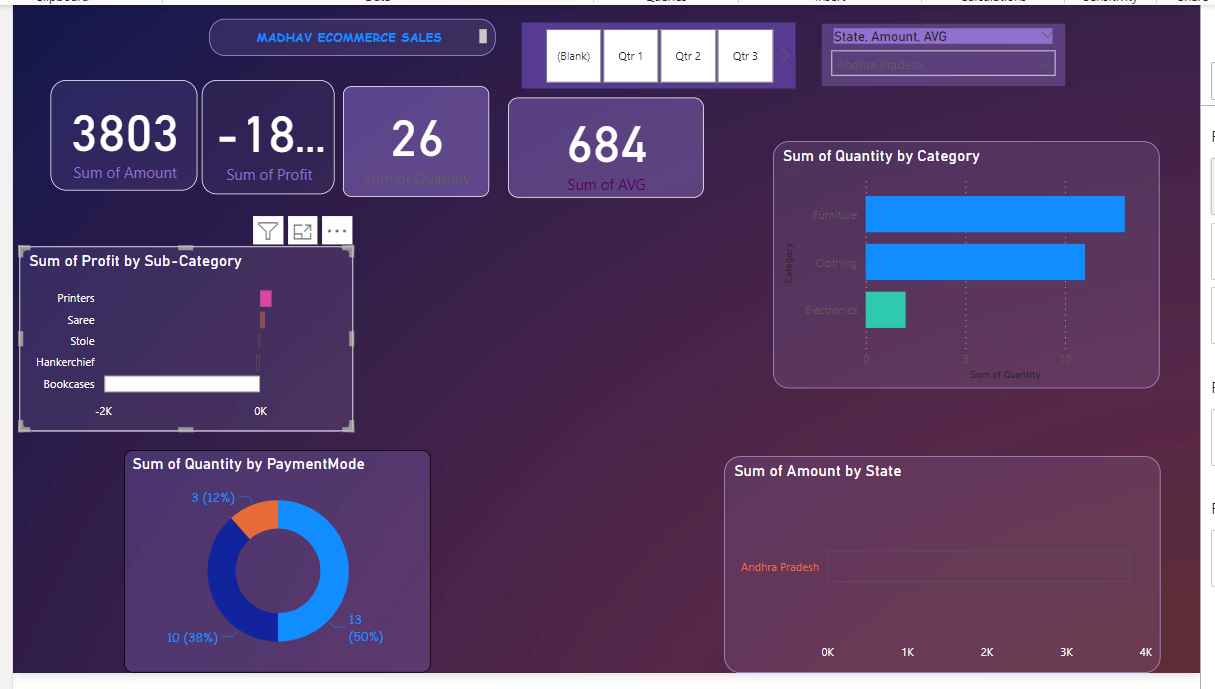 MADHAV ECOMMERCE SALES
(Blank)
Qtr 1
Qtr 2
Qtr 3
State, Amount, AVG
Andhra Pradesh
3803
Sum of Amount
-18...
Sum of Profit
26
Sum of Quantity
684
Sum of AVG
Sum of Quantity by Category
Furniture
Clothing
Electronics
Category
0
5
10
Sum of Quantity
Sum of Profit by Sub-Category
Printers
Saree
Stole
Hankerchief
Bookcases
-2K
0K
Sum of Quantity by PaymentMode
3 (12%)
10 (38%)
13
(50%)
Sum of Amount by State
Andhra Pradesh
0K
1K
2K
3K
4K